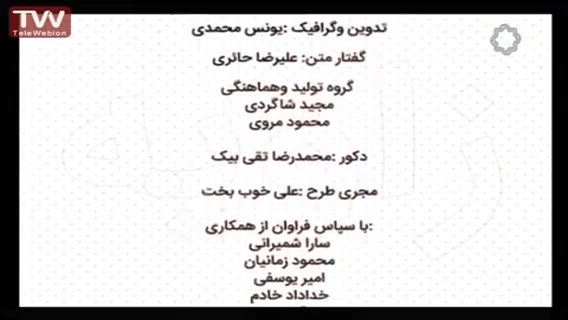 TVW
TeleWebion
تدوین وگرافیک :یونس محمدی
گفتار متن: علیرضا حائری
گروه تولید وهماهنگی
مجید شاگردی
محمود مروی
دکور :محمدرضا تقی بیک
مجری طرح :علی خوب بخت
با سپاس فراوان از همکاری:
سارا شمیرانی
محمود زمانیان
امیر یوسفی
خداداد خادم